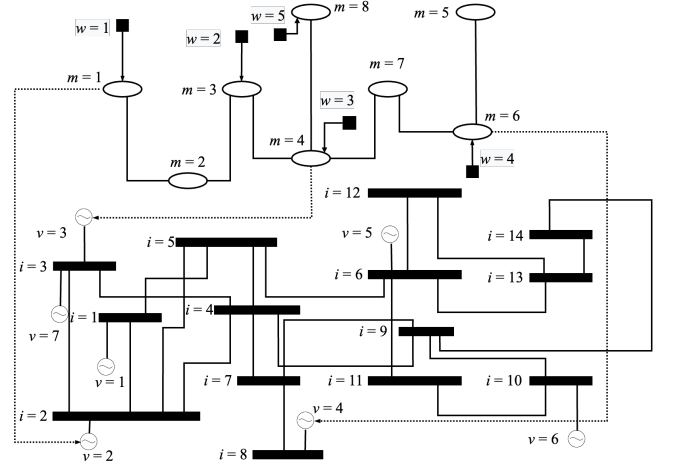 m = 8
m = 5
w = 5
w = 1
w = 2
m = 1
m = 3
m = 7
w = 3
m = 4
m = 6
m = 2
w = 4
i = 12
v = 3
v = 5
i = 14
i = 5
i = 3
i = 6
i = 13
i = 4
i = 1
v = 7
i = 9
v = 1
i = 7
i = 11
i = 10
i = 2
v = 4
v = 2
i = 8
v = 6